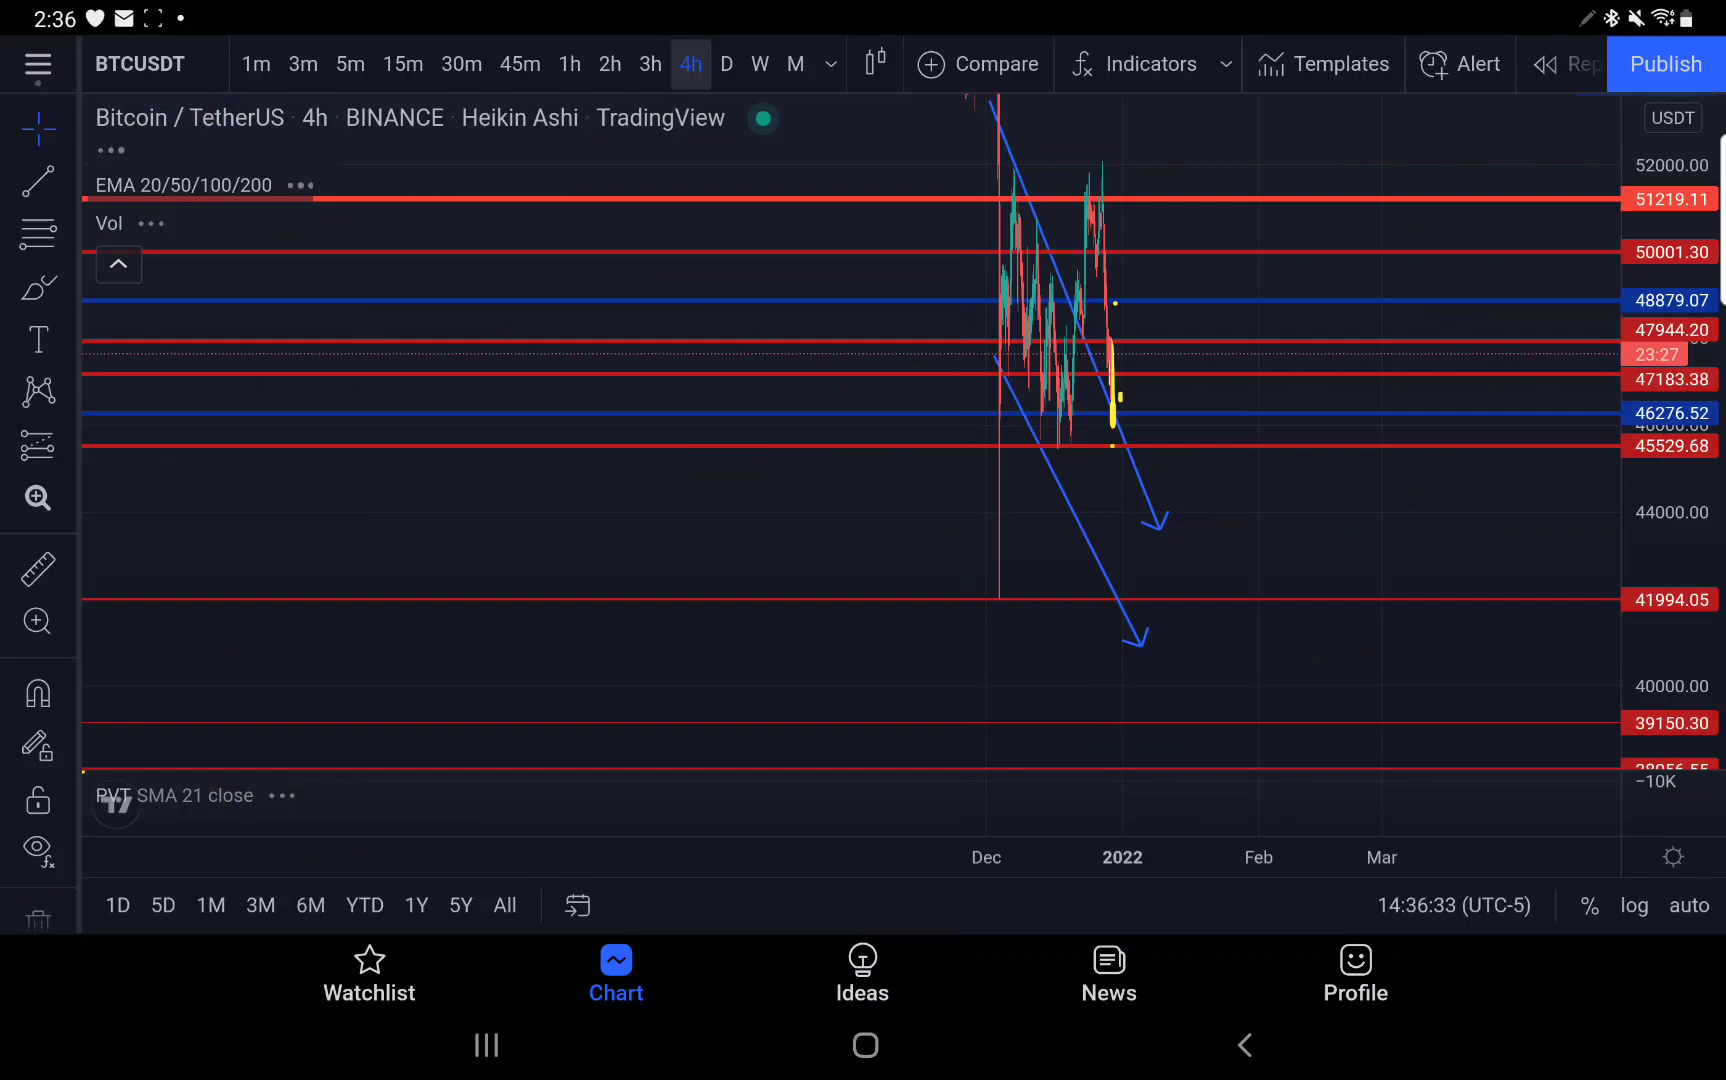 2:36
BTCUSDT 1m 3m 5m 15m 30m 45m 1h 2h 3h 4h D W M Compare Indicators Templates Alert Rep Publish
Bitcoin / TetherUS · 4h · BINANCE · Heikin Ashi · TradingView
USDT
EMA 20/50/100/200
Vol
52000.00
51219.11
50001.30
48879.07
47944.20
23:27
47183.38
46276.52
46000.00
45529.68
44000.00
41994.05
40000.00
39150.30
−10K
PVT SMA 21 close
Dec 2022 Feb Mar
1D 5D 1M 3M 6M YTD 1Y 5Y All 14:36:33 (UTC-5) % log auto
Watchlist Chart Ideas News Profile